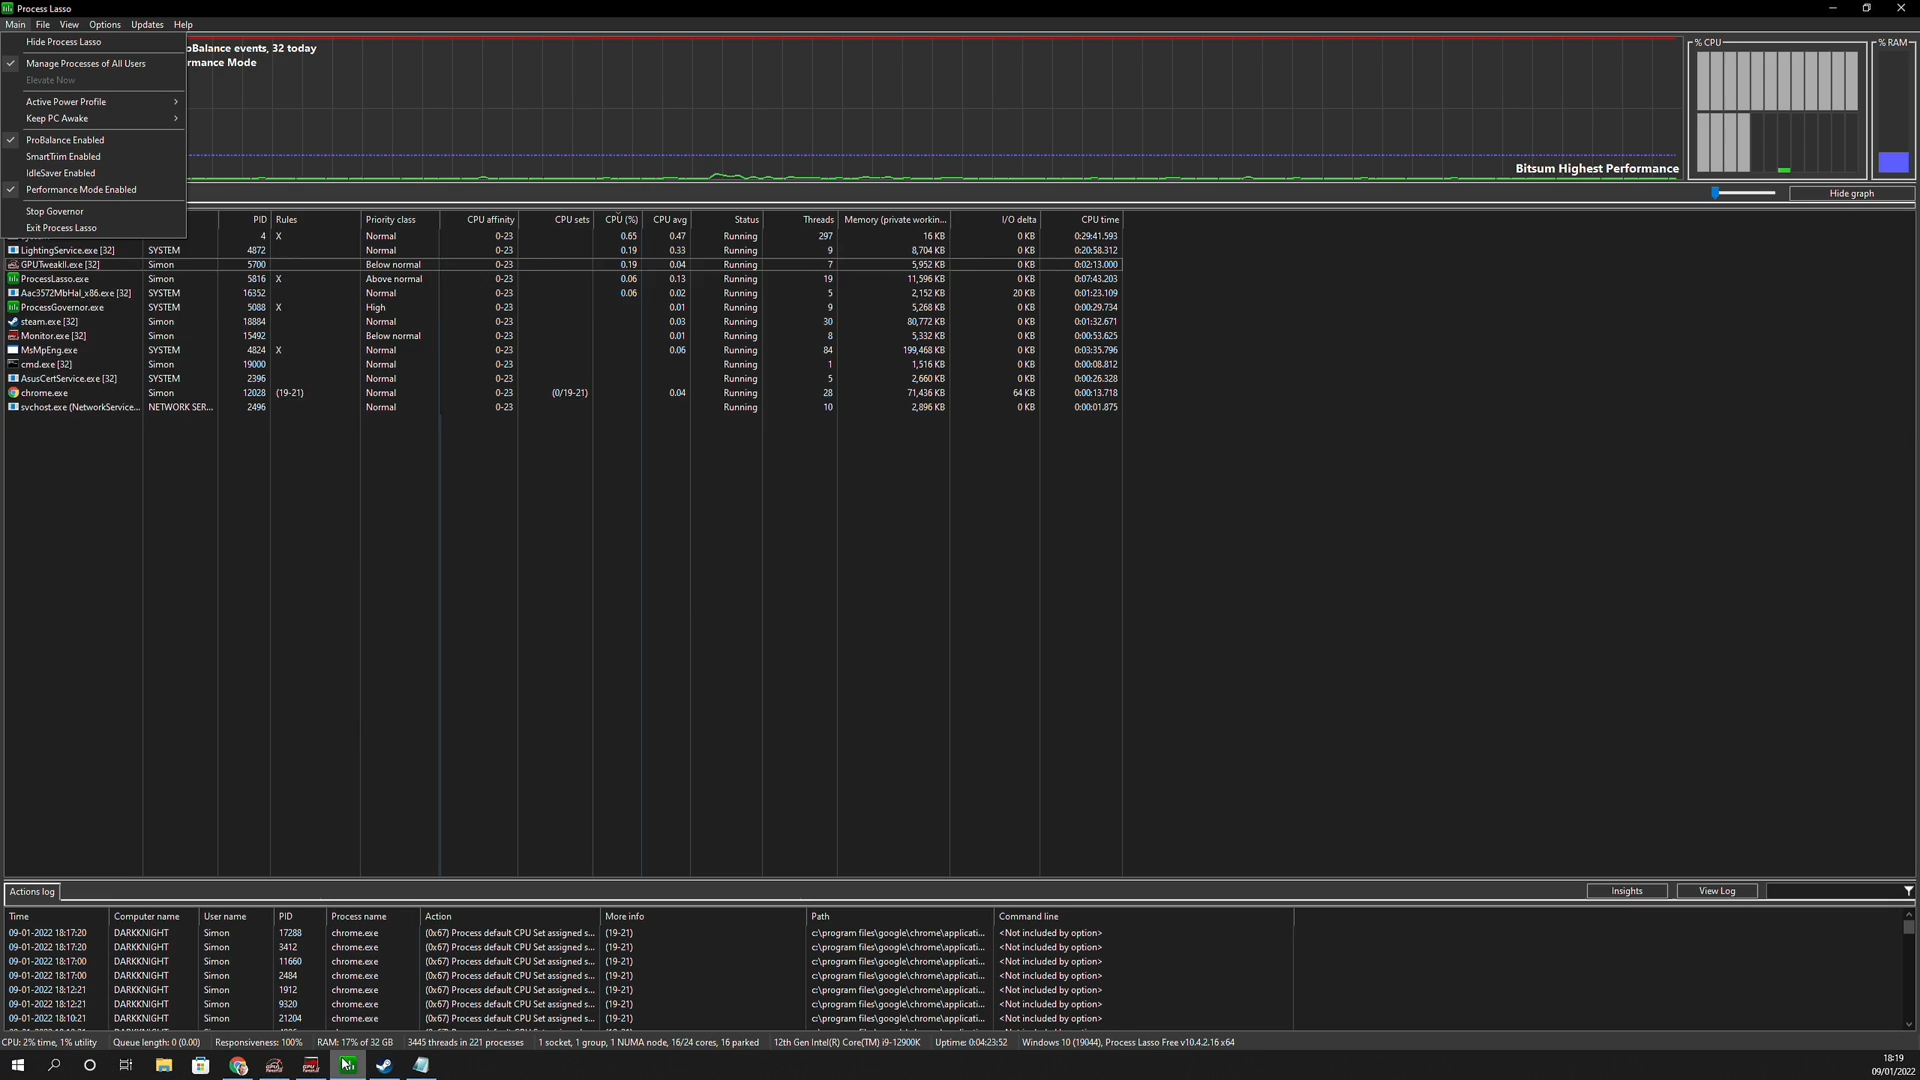 Process Lasso
Main File View Options Updates Help
Hide Process Lasso
Manage Processes of All Users
Elevate Now
Active Power Profile
Keep PC Awake
ProBalance Enabled
SmartTrim Enabled
IdleSaver Enabled
Performance Mode Enabled
Stop Governor
Exit Process Lasso
oBalance events, 32 today
rmance Mode
Bitsum Highest Performance
% CPU % RAM
Hide graph
PID Rules Priority class CPU affinity CPU sets CPU (%) CPU avg Status Threads Memory (private workin... I/O delta CPU time
4 X Normal 0-23 0.65 0.47 Running 297 16 KB 0 KB 0:29:41.593
LightingService.exe [32] SYSTEM 4872 Normal 0-23 0.19 0.33 Running 9 8,704 KB 0 KB 0:20:58.312
GPUTweakII.exe [32] Simon 5700 Below normal 0-23 0.19 0.04 Running 7 5,952 KB 0 KB 0:02:13.000
ProcessLasso.exe Simon 5816 X Above normal 0-23 0.06 0.13 Running 19 11,596 KB 0 KB 0:07:43.203
Aac3572MbHal_x86.exe [32] SYSTEM 16352 Normal 0-23 0.06 0.02 Running 5 2,152 KB 20 KB 0:01:23.109
ProcessGovernor.exe SYSTEM 5088 X High 0-23 0.01 Running 9 5,268 KB 0 KB 0:00:29.734
steam.exe [32] Simon 18884 Normal 0-23 0.03 Running 30 80,772 KB 0 KB 0:01:32.671
Monitor.exe [32] Simon 15492 Below normal 0-23 0.01 Running 8 5,332 KB 0 KB 0:00:53.625
MsMpEng.exe SYSTEM 4824 X Normal 0-23 0.06 Running 84 199,468 KB 0 KB 0:03:35.796
cmd.exe [32] Simon 19000 Normal 0-23 Running 1 1,516 KB 0 KB 0:00:08.812
AsusCertService.exe [32] SYSTEM 2396 Normal 0-23 Running 5 2,660 KB 0 KB 0:00:26.328
chrome.exe Simon 12028 (19-21) Normal 0-23 (0/19-21) 0.04 Running 28 71,436 KB 64 KB 0:00:13.718
svchost.exe (NetworkService... NETWORK SER... 2496 Normal 0-23 Running 10 2,896 KB 0 KB 0:00:01.875
Actions log Insights View Log
Time Computer name User name PID Process name Action More info Path Command line
09-01-2022 18:17:20 DARKKNIGHT Simon 17288 chrome.exe (0x67) Process default CPU Set assigned s... (19-21) c:\program files\google\chrome\applicati... <Not included by option>
09-01-2022 18:17:20 DARKKNIGHT Simon 3412 chrome.exe (0x67) Process default CPU Set assigned s... (19-21) c:\program files\google\chrome\applicati... <Not included by option>
09-01-2022 18:17:00 DARKKNIGHT Simon 11660 chrome.exe (0x67) Process default CPU Set assigned s... (19-21) c:\program files\google\chrome\applicati... <Not included by option>
09-01-2022 18:17:00 DARKKNIGHT Simon 2484 chrome.exe (0x67) Process default CPU Set assigned s... (19-21) c:\program files\google\chrome\applicati... <Not included by option>
09-01-2022 18:12:21 DARKKNIGHT Simon 1912 chrome.exe (0x67) Process default CPU Set assigned s... (19-21) c:\program files\google\chrome\applicati... <Not included by option>
09-01-2022 18:12:21 DARKKNIGHT Simon 9320 chrome.exe (0x67) Process default CPU Set assigned s... (19-21) c:\program files\google\chrome\applicati... <Not included by option>
09-01-2022 18:10:21 DARKKNIGHT Simon 21204 chrome.exe (0x67) Process default CPU Set assigned s... (19-21) c:\program files\google\chrome\applicati... <Not included by option>
CPU: 2% time, 1% utility Queue length: 0 (0.00) Responsiveness: 100% RAM: 17% of 32 GB 3445 threads in 221 processes 1 socket, 1 group, 1 NUMA node, 16/24 cores, 16 parked 12th Gen Intel(R) Core(TM) i9-12900K Uptime: 0:04:23:52 Windows 10 (19044), Process Lasso Free v10.4.2.16 x64
18:19
09/01/2022